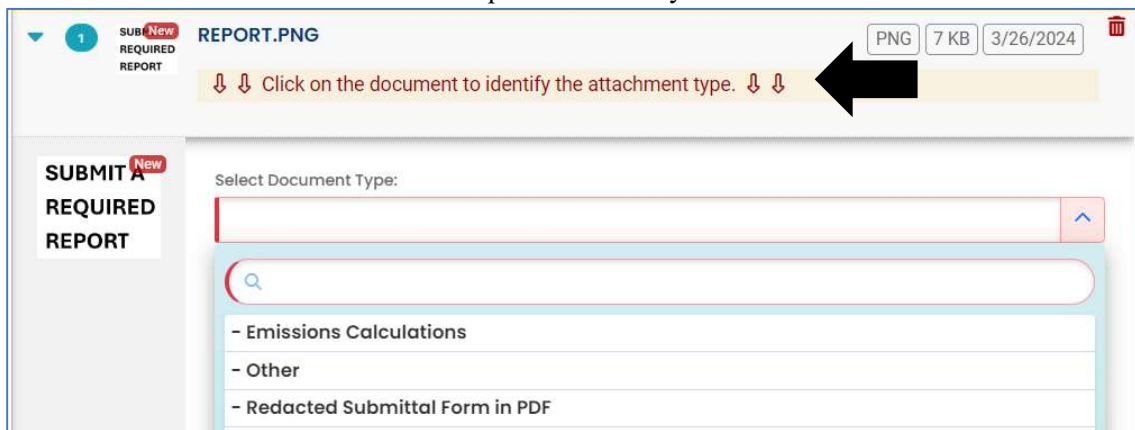 1
SUBM New
REQUIRED
REPORT
REPORT.PNG
PNG 7 KB 3/26/2024
⇩ ⇩ Click on the document to identify the attachment type. ⇩ ⇩
SUBMIT A New
REQUIRED
REPORT
Select Document Type:
- Emissions Calculations
- Other
- Redacted Submittal Form in PDF